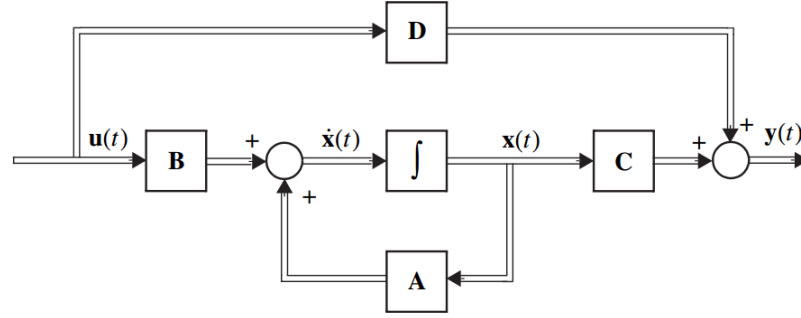 D
u(t) B + ẋ(t) ∫ x(t) C + + y(t)
+
A